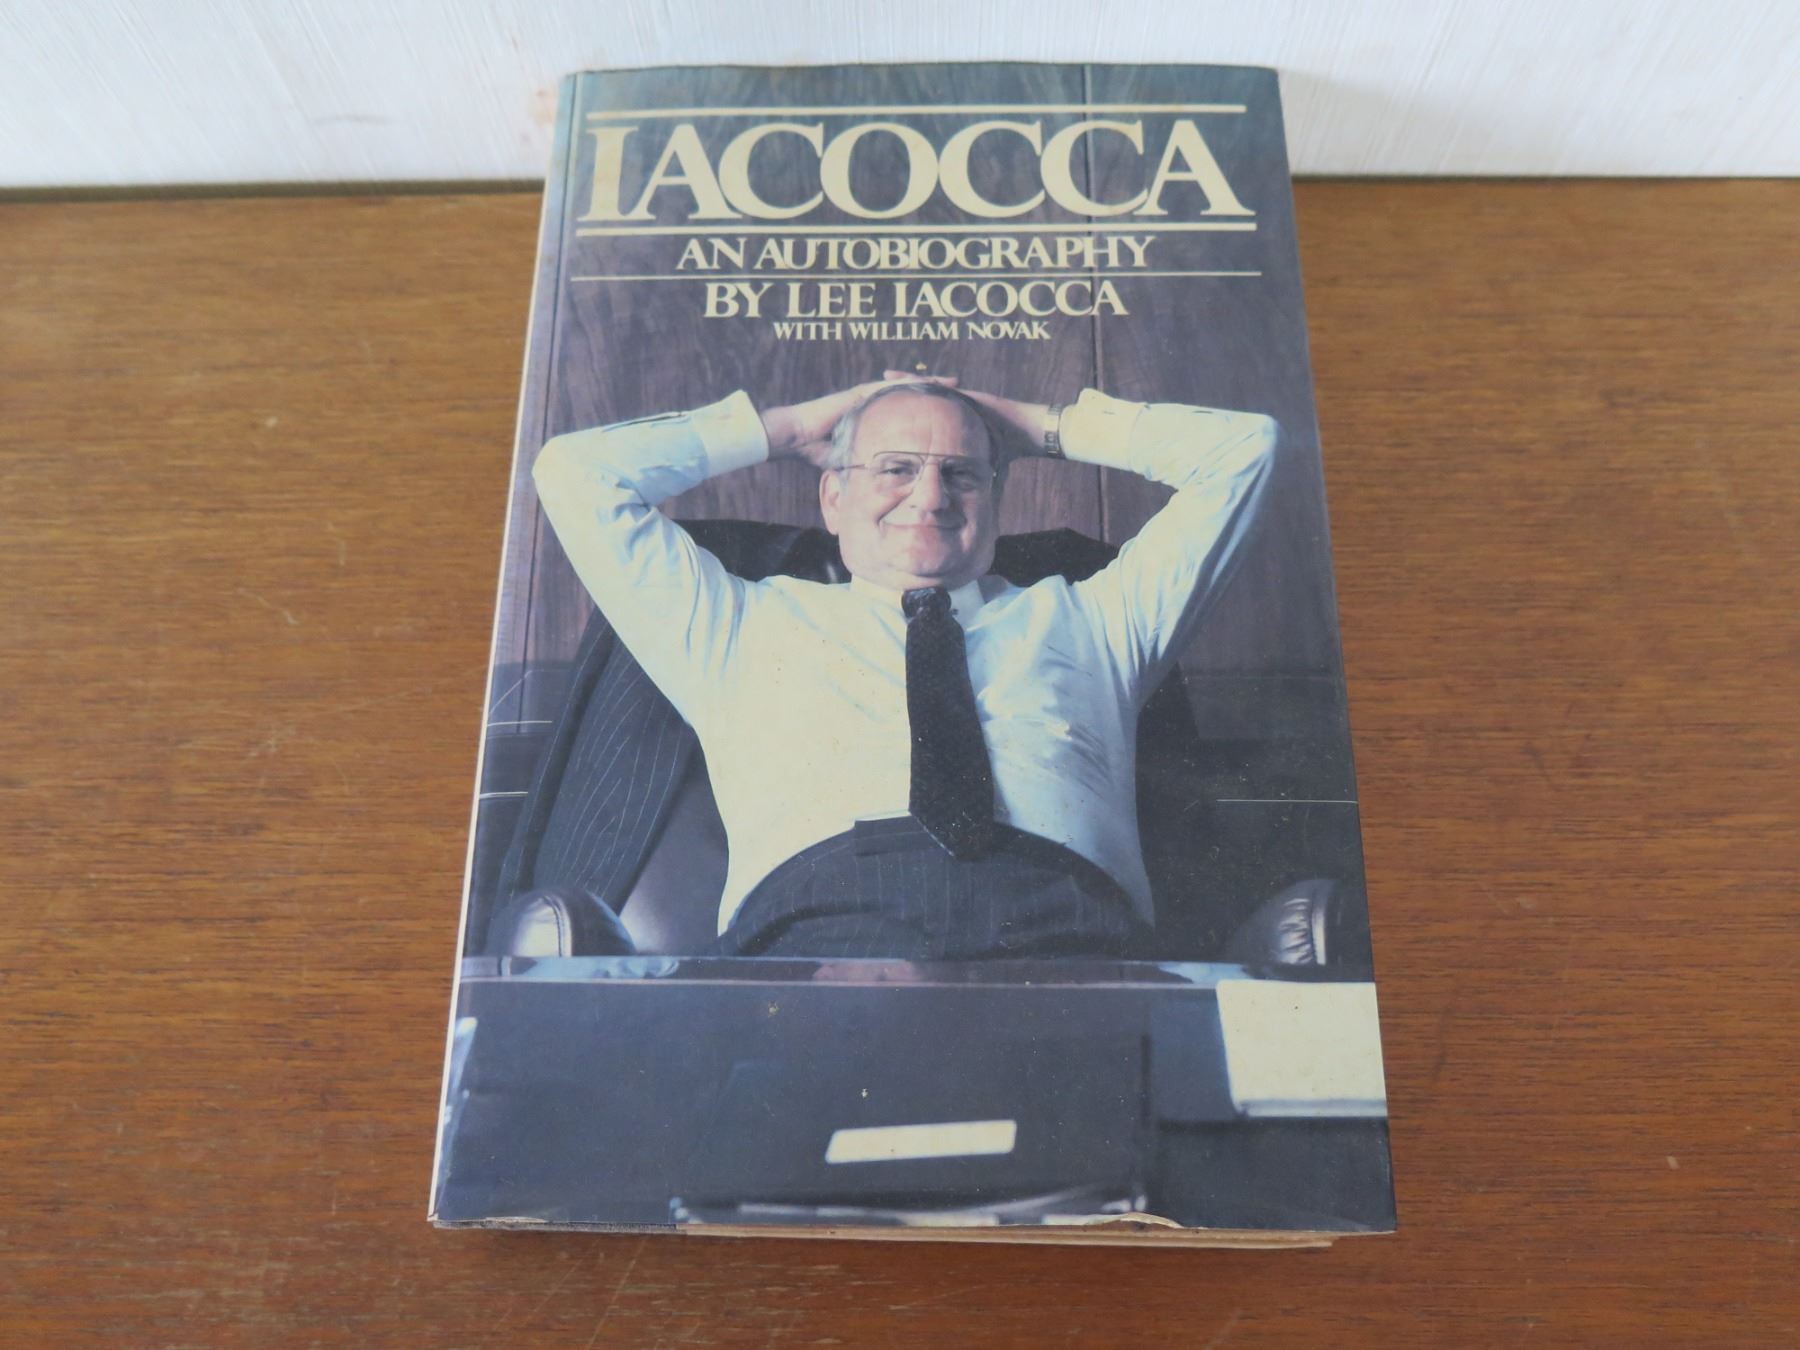 IACOCCA
AN AUTOBIOGRAPHY
BY LEE IACOCCA
WITH WILLIAM NOVAK